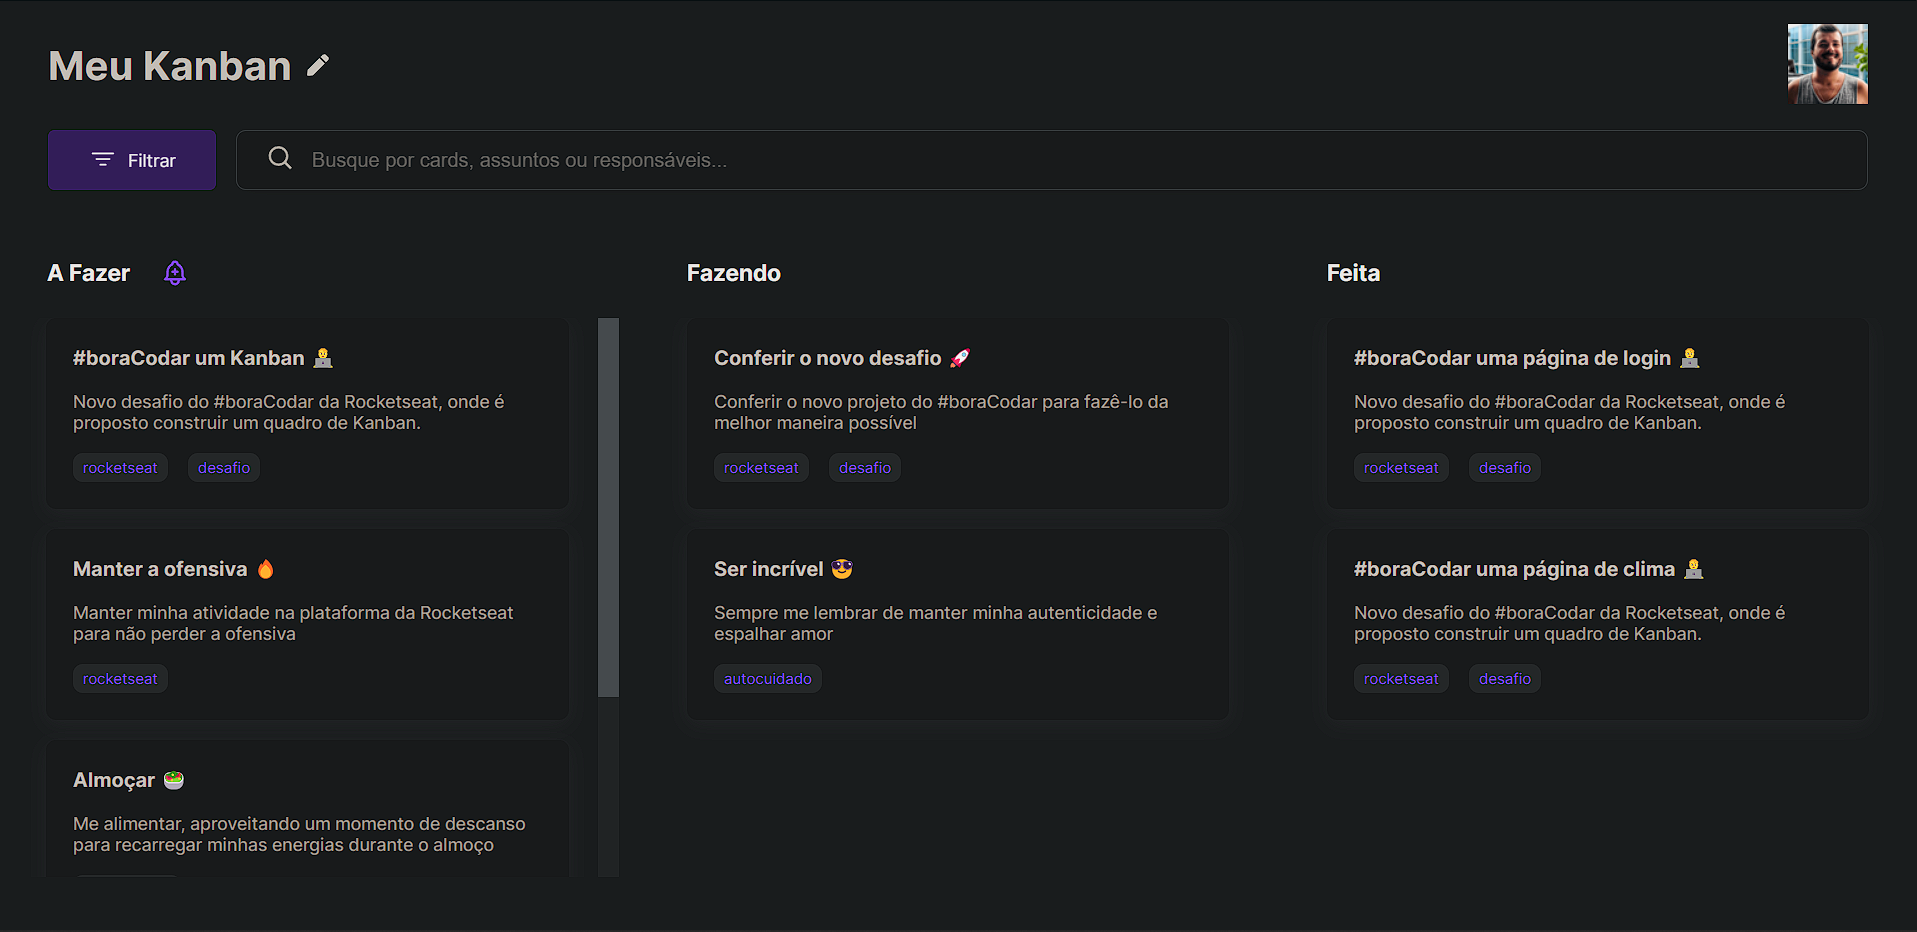 Meu Kanban
Filtrar
Busque por cards, assuntos ou responsáveis...
A Fazer
#boraCodar um Kanban 🧑‍💻
Novo desafio do #boraCodar da Rocketseat, onde é
proposto construir um quadro de Kanban.
rocketseat desafio
Manter a ofensiva 🔥
Manter minha atividade na plataforma da Rocketseat
para não perder a ofensiva
rocketseat
Almoçar 🥗
Me alimentar, aproveitando um momento de descanso
para recarregar minhas energias durante o almoço
Fazendo
Conferir o novo desafio 🚀
Conferir o novo projeto do #boraCodar para fazê-lo da
melhor maneira possível
rocketseat desafio
Ser incrível 😎
Sempre me lembrar de manter minha autenticidade e
espalhar amor
autocuidado
Feita
#boraCodar uma página de login 🧑‍💻
Novo desafio do #boraCodar da Rocketseat, onde é
proposto construir um quadro de Kanban.
rocketseat desafio
#boraCodar uma página de clima 🧑‍💻
Novo desafio do #boraCodar da Rocketseat, onde é
proposto construir um quadro de Kanban.
rocketseat desafio